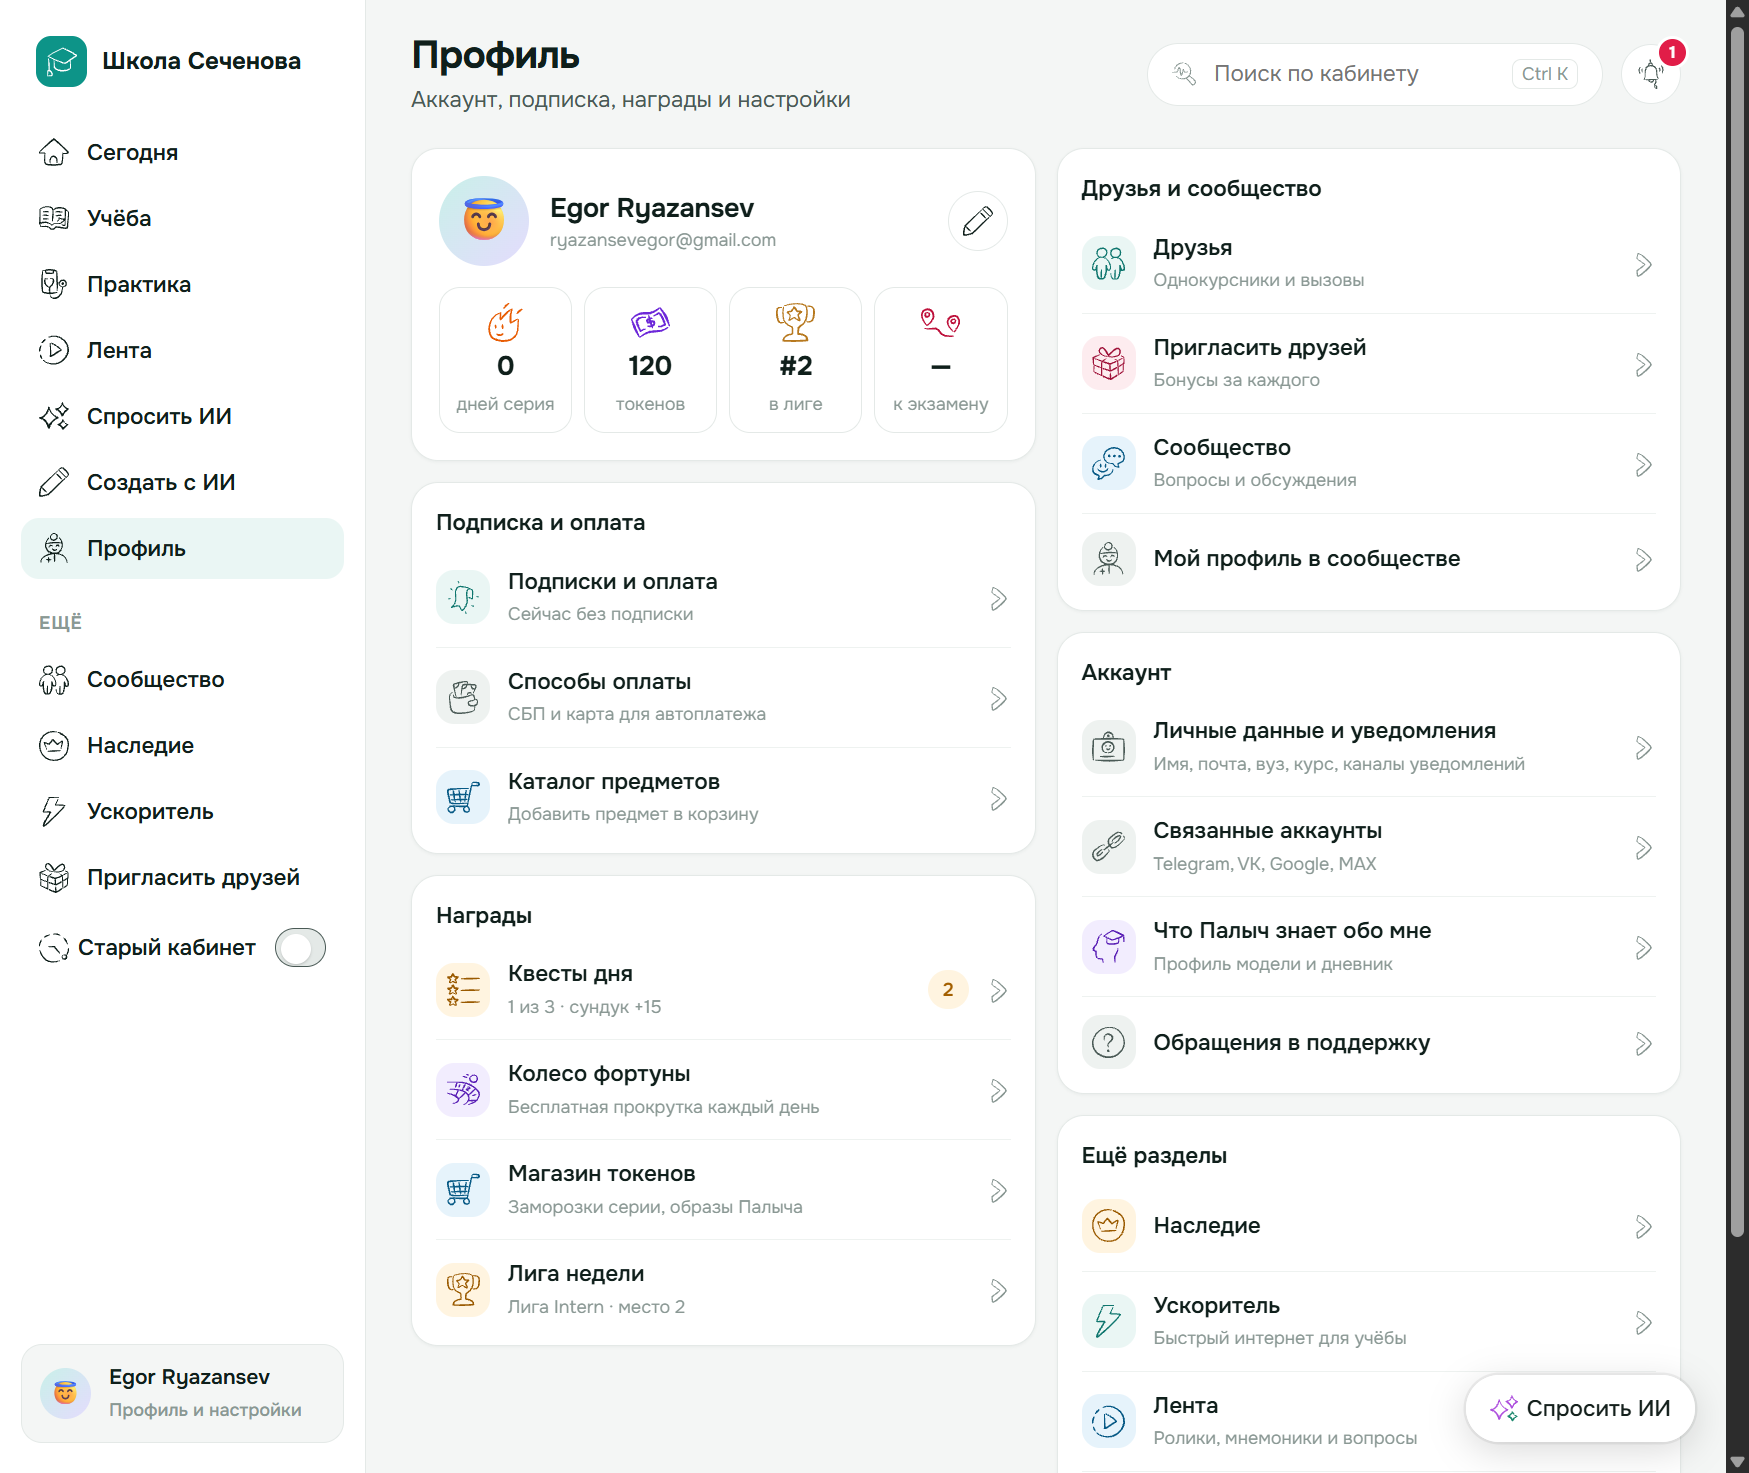 Школа Сеченова
Сегодня
Учёба
Практика
Лента
Спросить ИИ
Создать с ИИ
Профиль
ЕЩЁ
Сообщество
Наследие
Ускоритель
Пригласить друзей
Старый кабинет
Egor Ryazansev
Профиль и настройки
Профиль
Аккаунт, подписка, награды и настройки
Поиск по кабинету
Ctrl K
1
Egor Ryazansev
ryazansevegor@gmail.com
0
дней серия
120
токенов
#2
в лиге
—
к экзамену
Подписка и оплата
Подписки и оплата
Сейчас без подписки
Способы оплаты
СБП и карта для автоплатежа
Каталог предметов
Добавить предмет в корзину
Награды
Квесты дня
1 из 3 · сундук +15
2
Колесо фортуны
Бесплатная прокрутка каждый день
Магазин токенов
Заморозки серии, образы Палыча
Лига недели
Лига Intern · место 2
Друзья и сообщество
Друзья
Однокурсники и вызовы
Пригласить друзей
Бонусы за каждого
Сообщество
Вопросы и обсуждения
Мой профиль в сообществе
Аккаунт
Личные данные и уведомления
Имя, почта, вуз, курс, каналы уведомлений
Связанные аккаунты
Telegram, VK, Google, MAX
Что Палыч знает обо мне
Профиль модели и дневник
Обращения в поддержку
Ещё разделы
Наследие
Ускоритель
Быстрый интернет для учёбы
Лента
Ролики, мнемоники и вопросы
Спросить ИИ